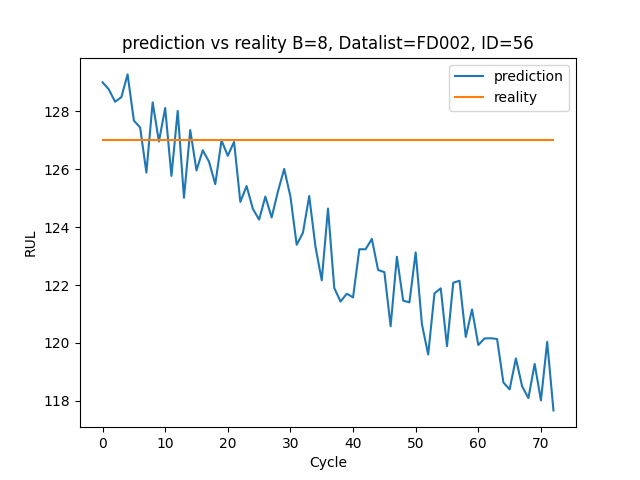 prediction vs reality B=8, Datalist=FD002, ID=56
prediction
reality
128
126
124
122
120
118
RUL
0 10 20 30 40 50 60 70
Cycle